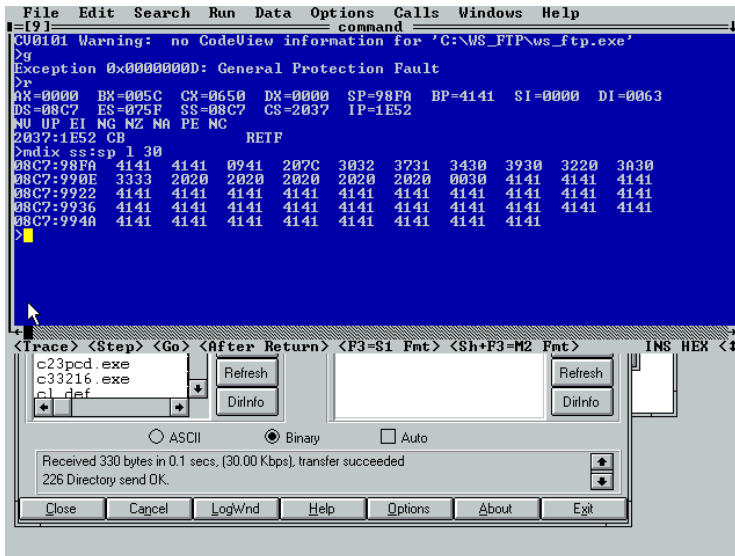 File Edit Search Run Data Options Calls Windows Help
=[9]= command
CV0101 Warning: no CodeView information for 'C:\WS_FTP\ws_ftp.exe'
>g
Exception 0x0000000D: General Protection Fault
>r
AX=0000 BX=005C CX=0650 DX=0000 SP=98FA BP=4141 SI=0000 DI=0063
DS=08C7 ES=075F SS=08C7 CS=2037 IP=1E52
NV UP EI NG NZ NA PE NC
2037:1E52 CB RETF
>mdix ss:sp l 30
08C7:98FA 4141 4141 0941 207C 3032 3731 3430 3930 3220 3A30
08C7:990E 3333 2020 2020 2020 2020 2020 0030 4141 4141 4141
08C7:9922 4141 4141 4141 4141 4141 4141 4141 4141 4141 4141
08C7:9936 4141 4141 4141 4141 4141 4141 4141 4141 4141 4141
08C7:994A 4141 4141 4141 4141 4141 4141 4141 4141
>
<Trace> <Step> <Go> <After Return> <F3=S1 Fmt> <Sh+F3=M2 Fmt> INS HEX
c23pcd.exe
c33216.exe
cl.def
Refresh
DirInfo
Refresh
DirInfo
ASCII Binary Auto
Received 330 bytes in 0.1 secs, (30.00 Kbps), transfer succeeded
226 Directory send OK.
Close Cancel LogWnd Help Options About Exit